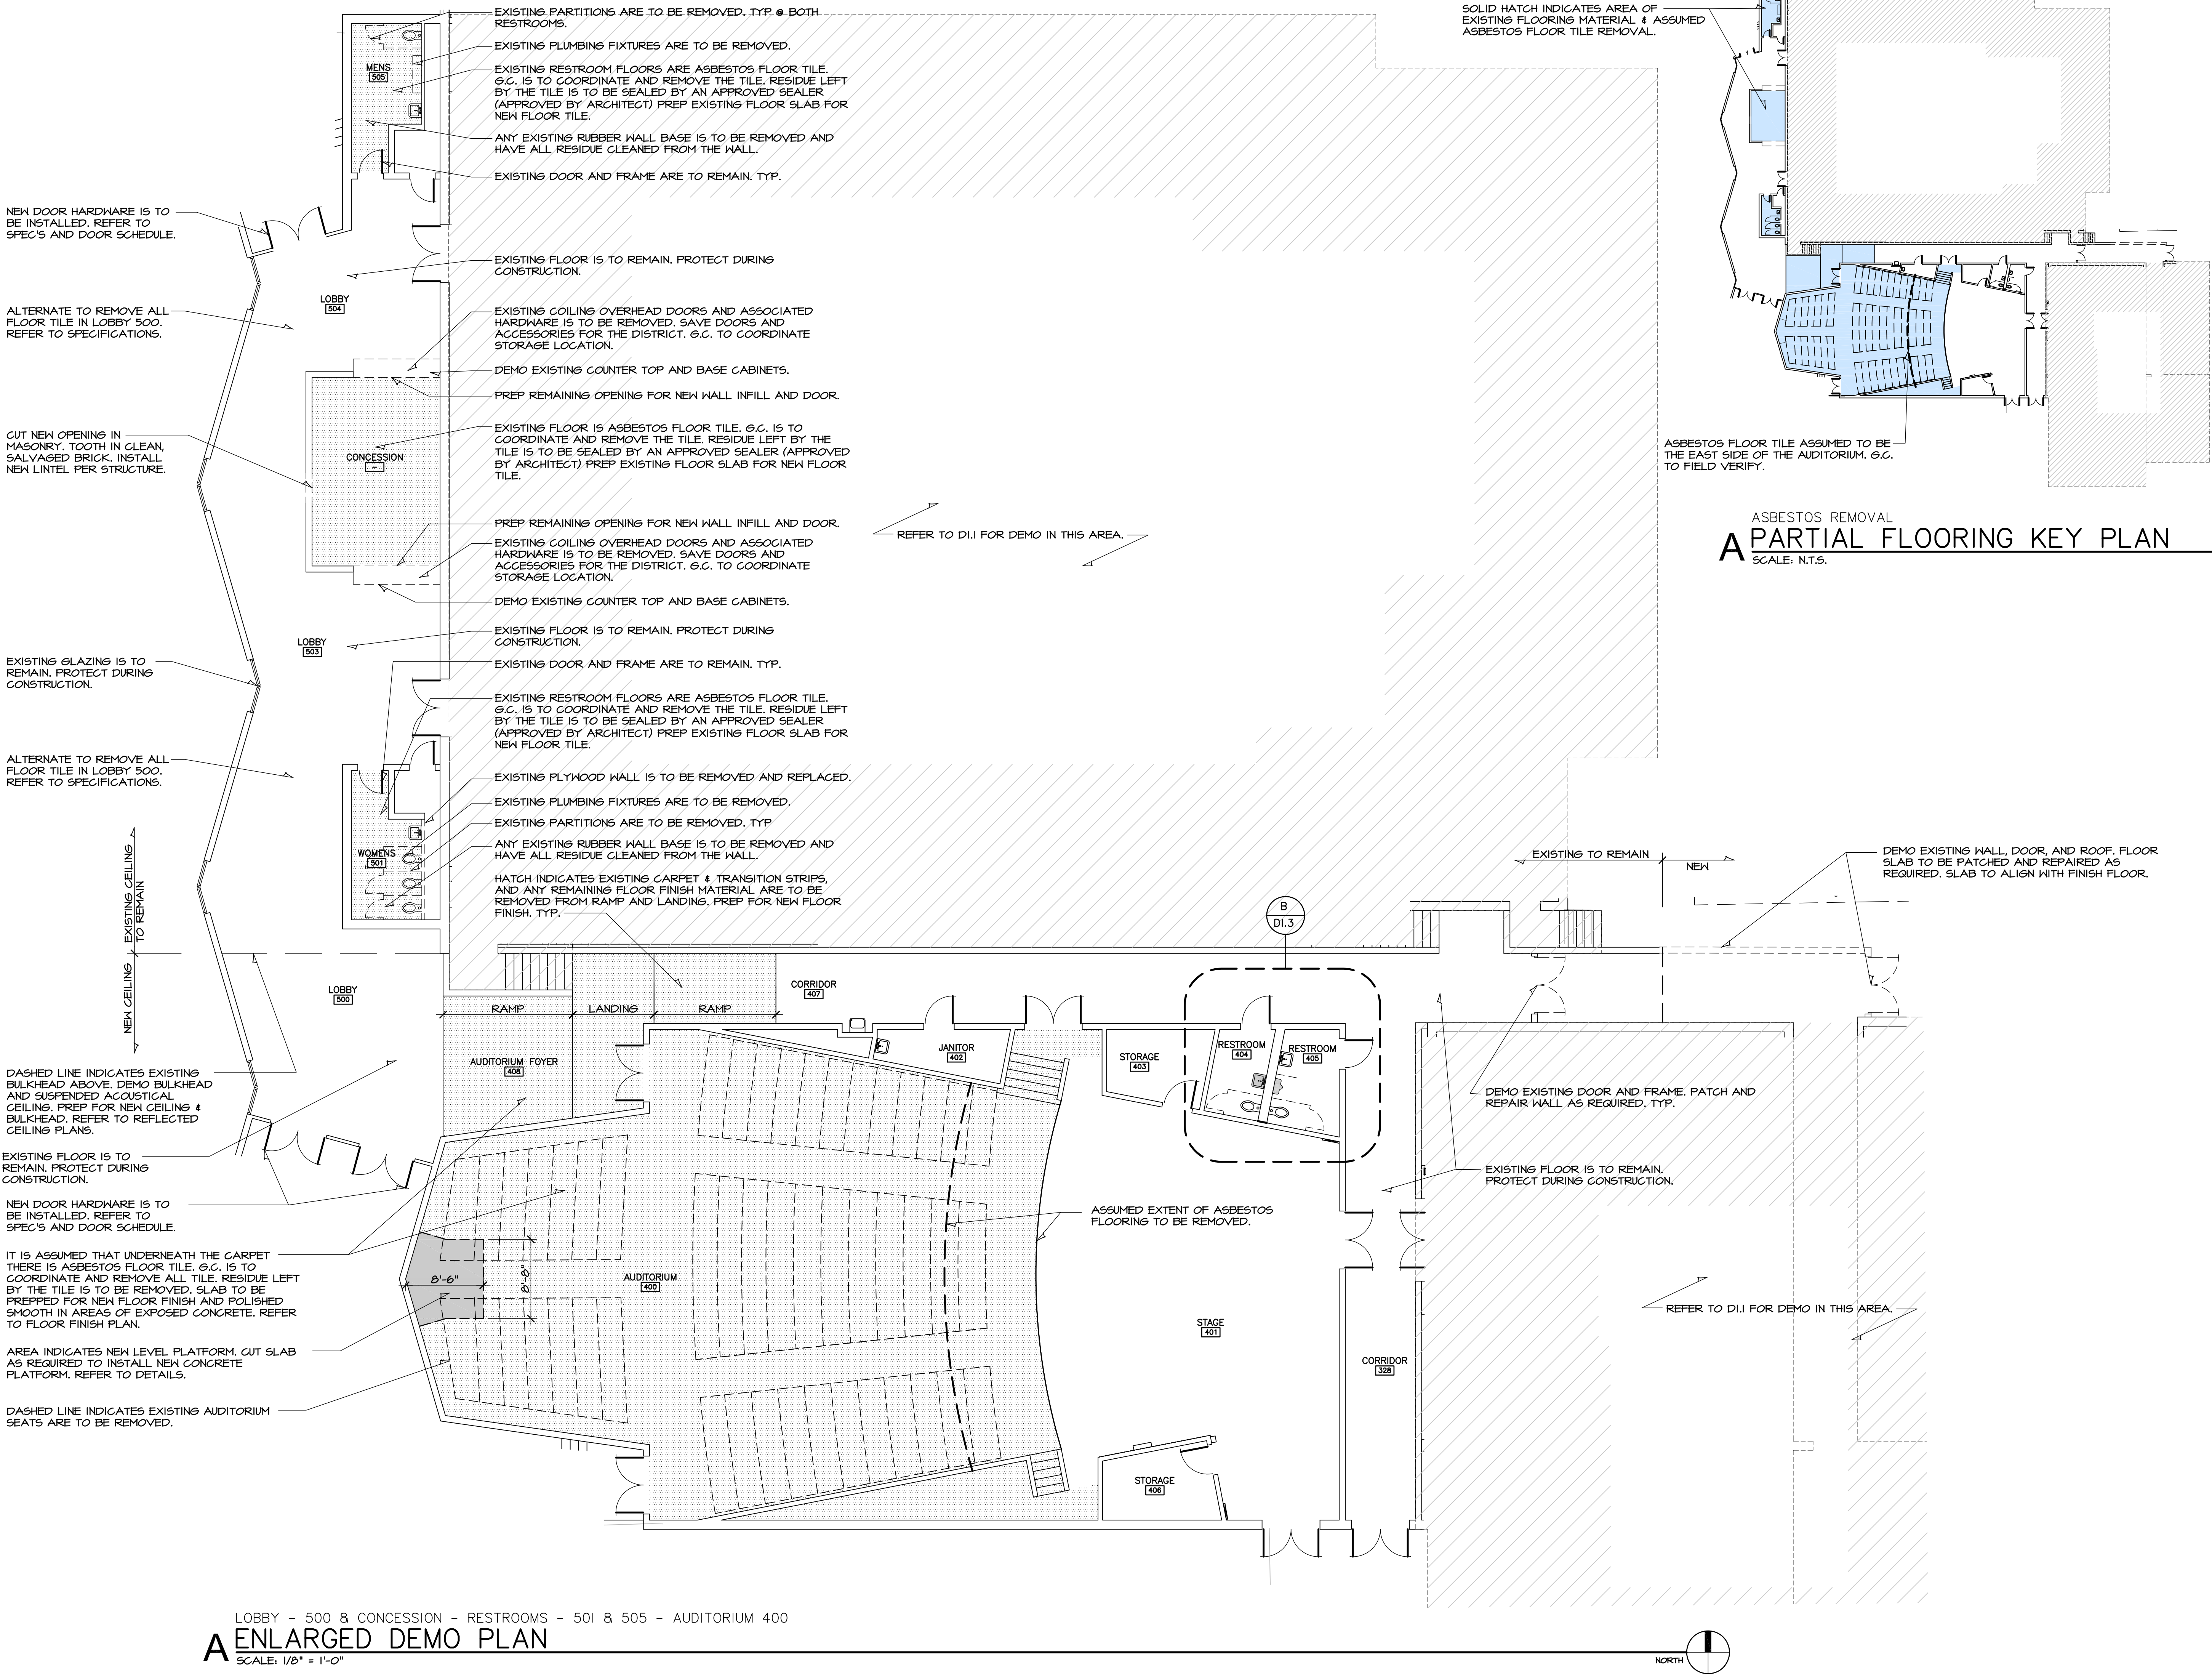 EXISTING PARTITIONS ARE TO BE REMOVED. TYP @ BOTH
RESTROOMS.
EXISTING PLUMBING FIXTURES ARE TO BE REMOVED.
EXISTING RESTROOM FLOORS ARE ASBESTOS FLOOR TILE.
G.C. IS TO COORDINATE AND REMOVE THE TILE. RESIDUE LEFT
BY THE TILE IS TO BE SEALED BY AN APPROVED SEALER
(APPROVED BY ARCHITECT) PREP EXISTING FLOOR SLAB FOR
NEW FLOOR TILE.
ANY EXISTING RUBBER WALL BASE IS TO BE REMOVED AND
HAVE ALL RESIDUE CLEANED FROM THE WALL.
EXISTING DOOR AND FRAME ARE TO REMAIN. TYP.
MENS
505
NEW DOOR HARDWARE IS TO
BE INSTALLED. REFER TO
SPEC'S AND DOOR SCHEDULE.
EXISTING FLOOR IS TO REMAIN. PROTECT DURING
CONSTRUCTION.
LOBBY
504
ALTERNATE TO REMOVE ALL
FLOOR TILE IN LOBBY 500.
REFER TO SPECIFICATIONS.
EXISTING COILING OVERHEAD DOORS AND ASSOCIATED
HARDWARE IS TO BE REMOVED. SAVE DOORS AND
ACCESSORIES FOR THE DISTRICT. G.C. TO COORDINATE
STORAGE LOCATION.
DEMO EXISTING COUNTER TOP AND BASE CABINETS.
PREP REMAINING OPENING FOR NEW WALL INFILL AND DOOR.
CUT NEW OPENING IN
MASONRY. TOOTH IN CLEAN,
SALVAGED BRICK. INSTALL
NEW LINTEL PER STRUCTURE.
EXISTING FLOOR IS ASBESTOS FLOOR TILE. G.C. IS TO
COORDINATE AND REMOVE THE TILE. RESIDUE LEFT BY THE
TILE IS TO BE SEALED BY AN APPROVED SEALER (APPROVED
BY ARCHITECT) PREP EXISTING FLOOR SLAB FOR NEW FLOOR
TILE.
CONCESSION
-
PREP REMAINING OPENING FOR NEW WALL INFILL AND DOOR.
EXISTING COILING OVERHEAD DOORS AND ASSOCIATED
HARDWARE IS TO BE REMOVED. SAVE DOORS AND
ACCESSORIES FOR THE DISTRICT. G.C. TO COORDINATE
STORAGE LOCATION.
DEMO EXISTING COUNTER TOP AND BASE CABINETS.
EXISTING FLOOR IS TO REMAIN. PROTECT DURING
CONSTRUCTION.
LOBBY
503
EXISTING GLAZING IS TO
REMAIN. PROTECT DURING
CONSTRUCTION.
EXISTING DOOR AND FRAME ARE TO REMAIN. TYP.
EXISTING RESTROOM FLOORS ARE ASBESTOS FLOOR TILE.
G.C. IS TO COORDINATE AND REMOVE THE TILE. RESIDUE LEFT
BY THE TILE IS TO BE SEALED BY AN APPROVED SEALER
(APPROVED BY ARCHITECT) PREP EXISTING FLOOR SLAB FOR
NEW FLOOR TILE.
ALTERNATE TO REMOVE ALL
FLOOR TILE IN LOBBY 500.
REFER TO SPECIFICATIONS.
EXISTING PLYWOOD WALL IS TO BE REMOVED AND REPLACED.
EXISTING PLUMBING FIXTURES ARE TO BE REMOVED.
EXISTING PARTITIONS ARE TO BE REMOVED. TYP
ANY EXISTING RUBBER WALL BASE IS TO BE REMOVED AND
HAVE ALL RESIDUE CLEANED FROM THE WALL.
WOMENS
501
HATCH INDICATES EXISTING CARPET & TRANSITION STRIPS,
AND ANY REMAINING FLOOR FINISH MATERIAL ARE TO BE
REMOVED FROM RAMP AND LANDING. PREP FOR NEW FLOOR
FINISH. TYP.
EXISTING CEILING
TO REMAIN
NEW CEILING
REFER TO D1.1 FOR DEMO IN THIS AREA.
SOLID HATCH INDICATES AREA OF
EXISTING FLOORING MATERIAL & ASSUMED
ASBESTOS FLOOR TILE REMOVAL.
ASBESTOS FLOOR TILE ASSUMED TO BE
THE EAST SIDE OF THE AUDITORIUM. G.C.
TO FIELD VERIFY.
ASBESTOS REMOVAL
A PARTIAL FLOORING KEY PLAN
SCALE: N.T.S.
EXISTING TO REMAIN
NEW
DEMO EXISTING WALL, DOOR, AND ROOF. FLOOR
SLAB TO BE PATCHED AND REPAIRED AS
REQUIRED. SLAB TO ALIGN WITH FINISH FLOOR.
B
D1.3
LOBBY
500
RAMP
LANDING
RAMP
CORRIDOR
407
AUDITORIUM FOYER
408
JANITOR
402
STORAGE
403
RESTROOM
404
RESTROOM
405
DASHED LINE INDICATES EXISTING
BULKHEAD ABOVE. DEMO BULKHEAD
AND SUSPENDED ACOUSTICAL
CEILING. PREP FOR NEW CEILING &
BULKHEAD. REFER TO REFLECTED
CEILING PLANS.
EXISTING FLOOR IS TO
REMAIN. PROTECT DURING
CONSTRUCTION.
NEW DOOR HARDWARE IS TO
BE INSTALLED. REFER TO
SPEC'S AND DOOR SCHEDULE.
IT IS ASSUMED THAT UNDERNEATH THE CARPET
THERE IS ASBESTOS FLOOR TILE. G.C. IS TO
COORDINATE AND REMOVE ALL TILE. RESIDUE LEFT
BY THE TILE IS TO BE REMOVED. SLAB TO BE
PREPPED FOR NEW FLOOR FINISH AND POLISHED
SMOOTH IN AREAS OF EXPOSED CONCRETE. REFER
TO FLOOR FINISH PLAN.
AREA INDICATES NEW LEVEL PLATFORM. CUT SLAB
AS REQUIRED TO INSTALL NEW CONCRETE
PLATFORM. REFER TO DETAILS.
DASHED LINE INDICATES EXISTING AUDITORIUM
SEATS ARE TO BE REMOVED.
8'-6"
8'-8"
AUDITORIUM
400
DEMO EXISTING DOOR AND FRAME. PATCH AND
REPAIR WALL AS REQUIRED. TYP.
EXISTING FLOOR IS TO REMAIN.
PROTECT DURING CONSTRUCTION.
ASSUMED EXTENT OF ASBESTOS
FLOORING TO BE REMOVED.
STAGE
401
CORRIDOR
328
REFER TO D1.1 FOR DEMO IN THIS AREA.
STORAGE
406
LOBBY - 500 & CONCESSION - RESTROOMS - 501 & 505 - AUDITORIUM 400
A ENLARGED DEMO PLAN
SCALE: 1/8" = 1'-0"
NORTH